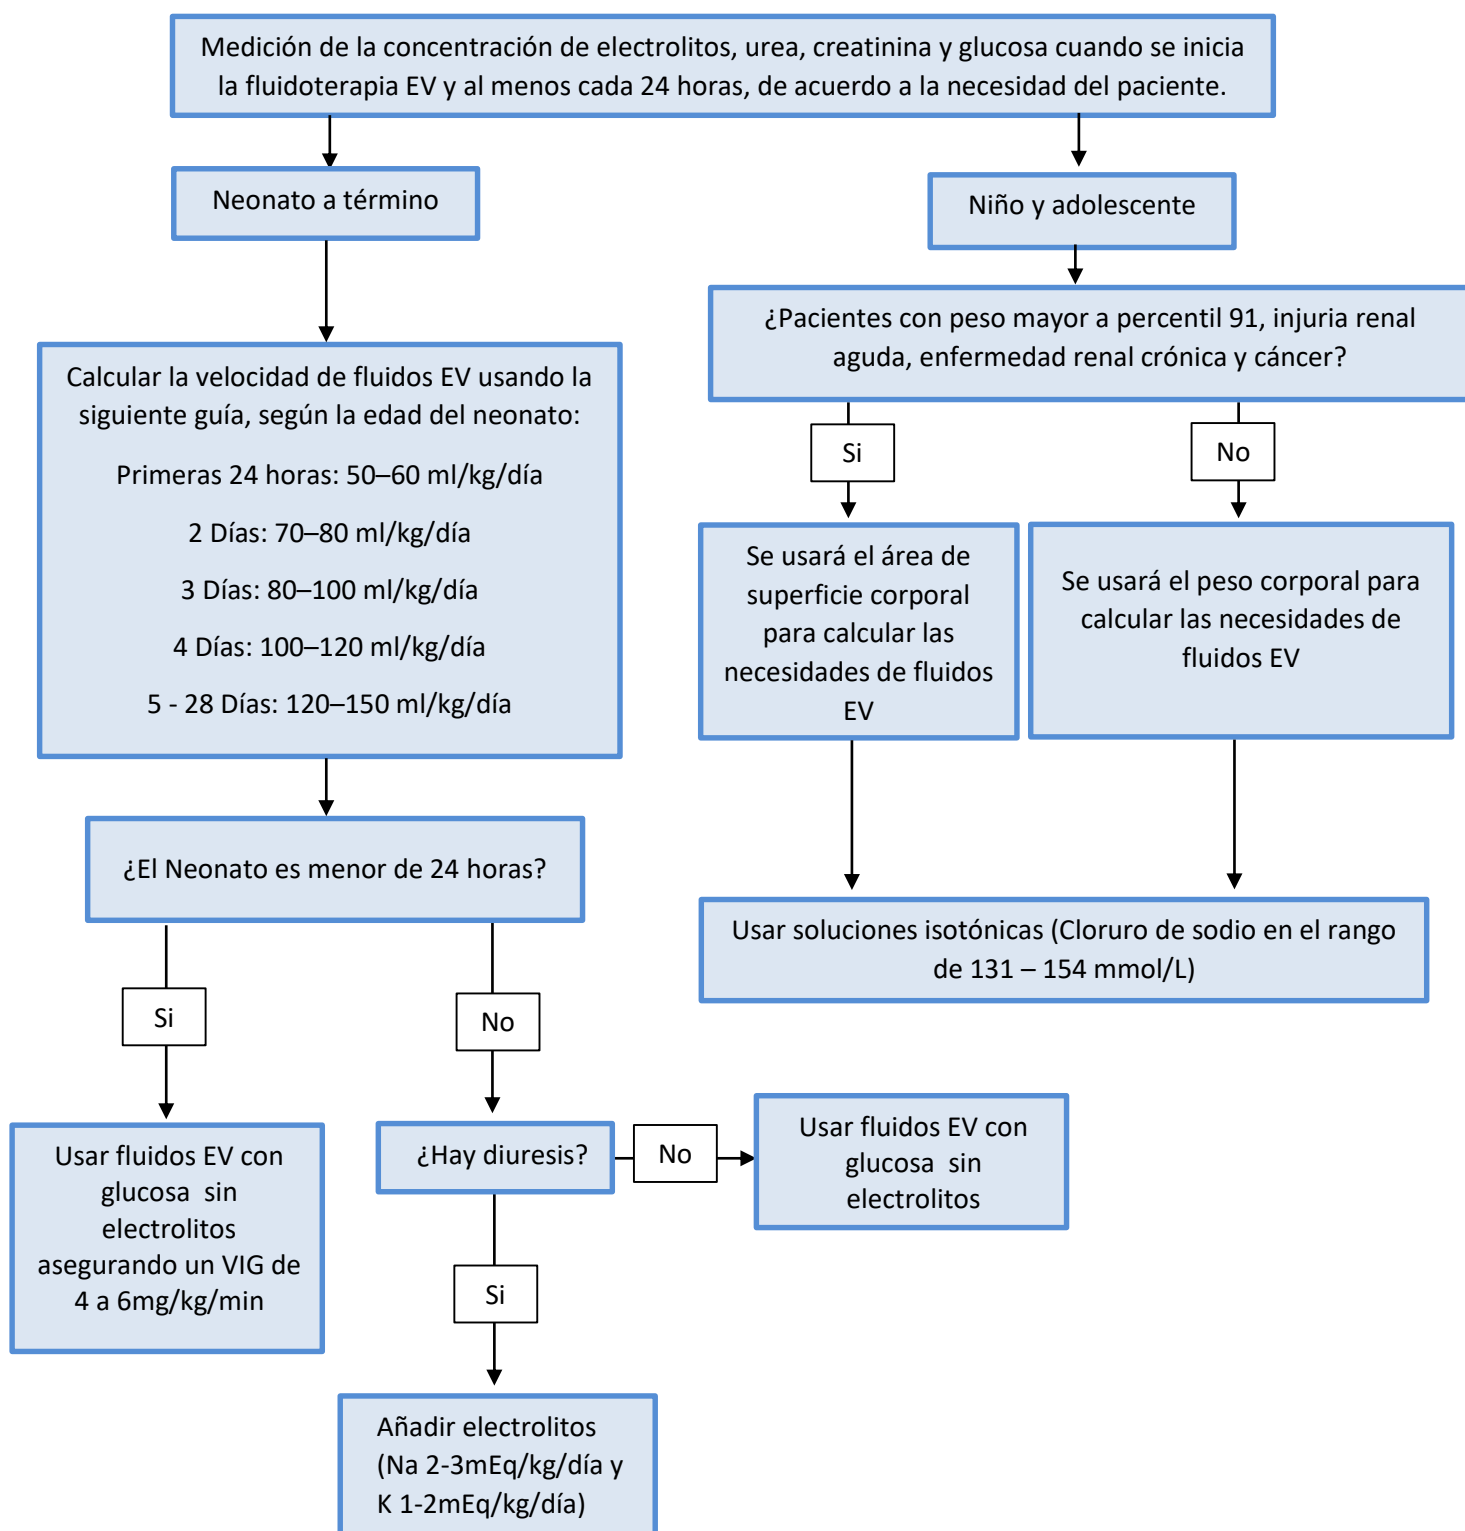 Medición de la concentración de electrolitos, urea, creatinina y glucosa cuando se inicia
la fluidoterapia EV y al menos cada 24 horas, de acuerdo a la necesidad del paciente.
Neonato a término
Niño y adolescente
Calcular la velocidad de fluidos EV usando la
siguiente guía, según la edad del neonato:
Primeras 24 horas: 50–60 ml/kg/día
2 Días: 70–80 ml/kg/día
3 Días: 80–100 ml/kg/día
4 Días: 100–120 ml/kg/día
5 - 28 Días: 120–150 ml/kg/día
¿Pacientes con peso mayor a percentil 91, injuria renal
aguda, enfermedad renal crónica y cáncer?
Si
No
Se usará el área de
superficie corporal
para calcular las
necesidades de fluidos
EV
Se usará el peso corporal para
calcular las necesidades de
fluidos EV
Usar soluciones isotónicas (Cloruro de sodio en el rango
de 131 – 154 mmol/L)
¿El Neonato es menor de 24 horas?
Si
No
Usar fluidos EV con
glucosa  sin
electrolitos
asegurando un VIG de
4 a 6mg/kg/min
¿Hay diuresis?
No
Usar fluidos EV con
glucosa  sin
electrolitos
Si
Añadir electrolitos
(Na 2-3mEq/kg/día y
K 1-2mEq/kg/día)